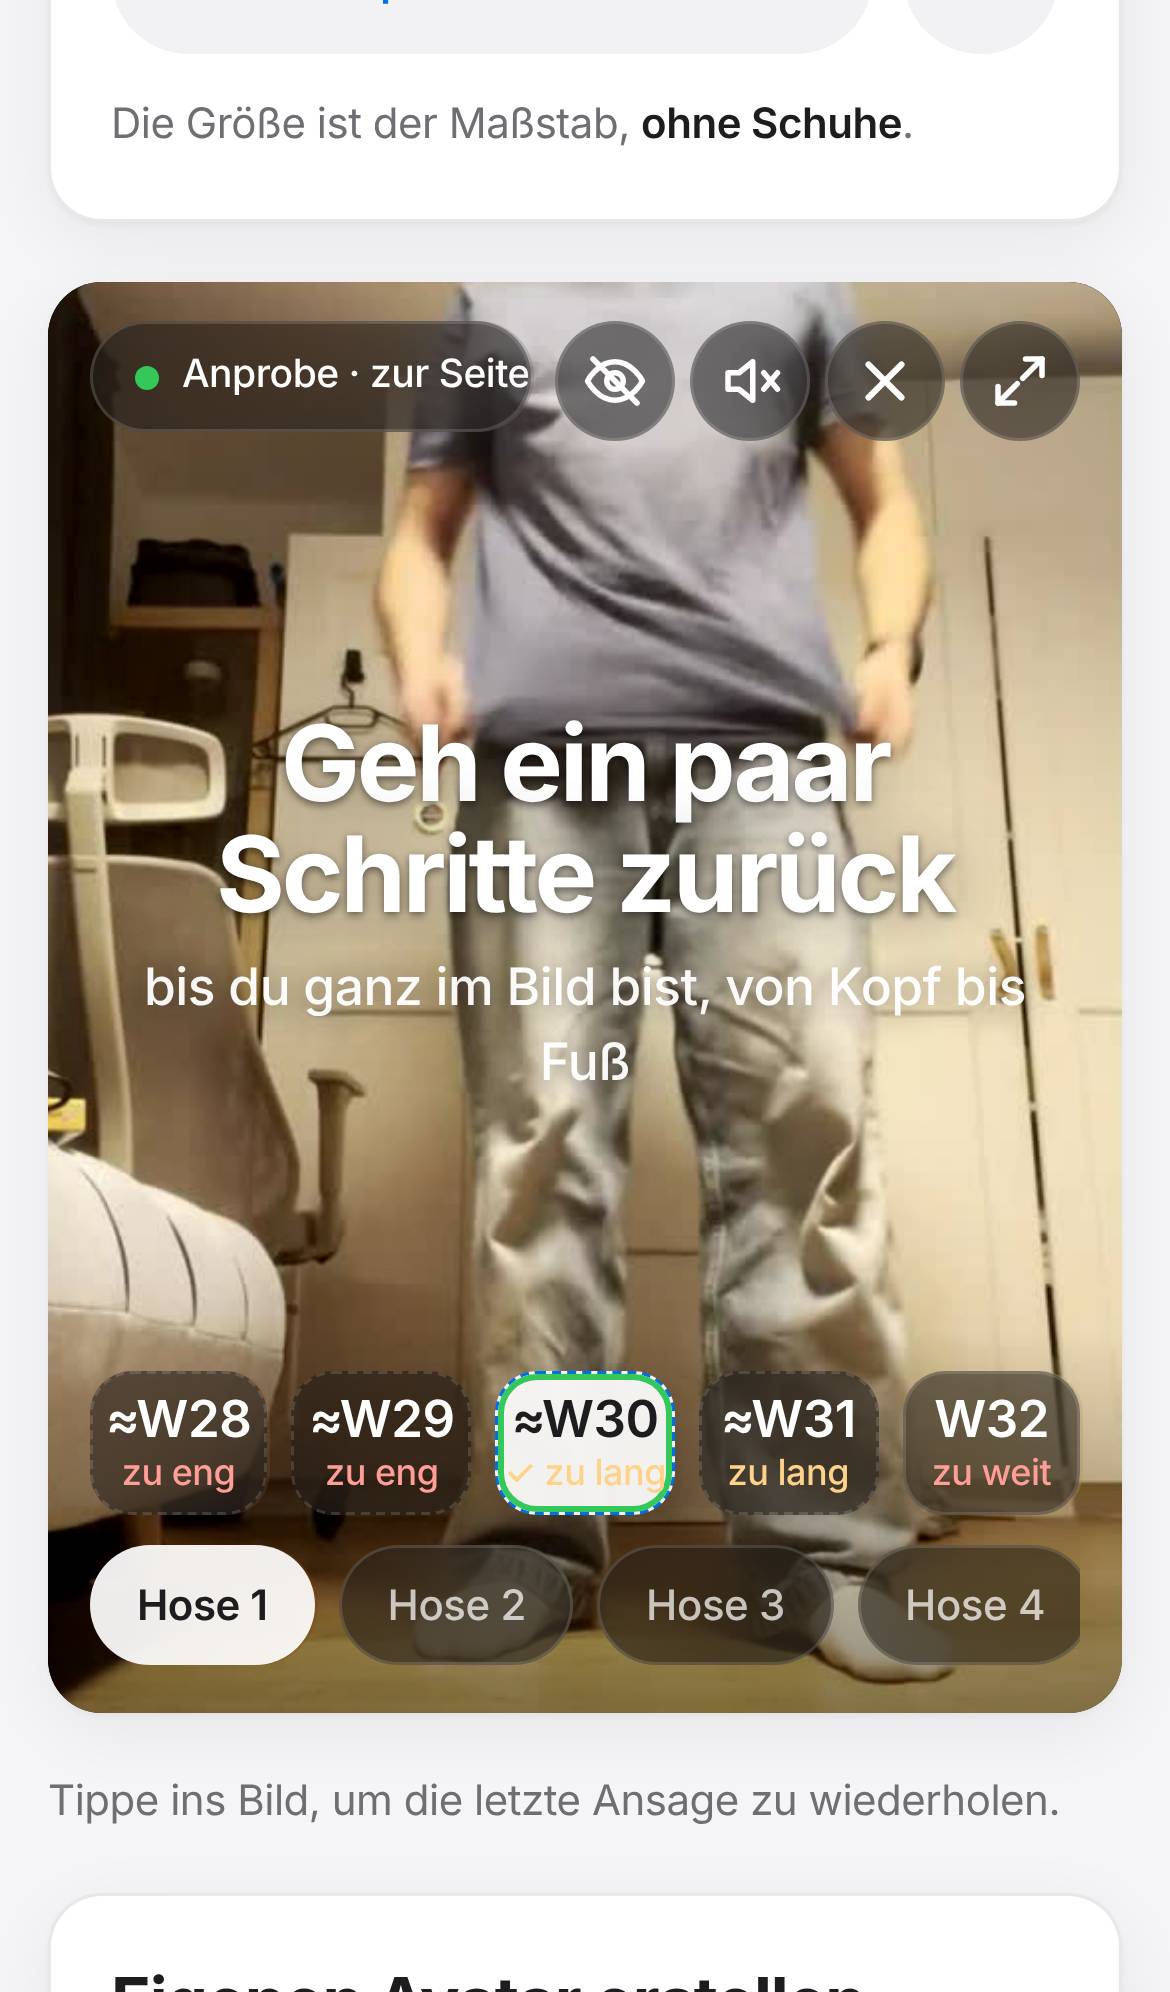 Die Größe ist der Maßstab, ohne Schuhe.
Anprobe · zur Seite
Geh ein paar
Schritte zurück
bis du ganz im Bild bist, von Kopf bis
Fuß
≈W28 ≈W29 ≈W30 ≈W31 W32
zu eng zu eng ✓ zu lang zu lang zu weit
Hose 1 Hose 2 Hose 3 Hose 4
Tippe ins Bild, um die letzte Ansage zu wiederholen.
Eigenen Avatar erstellen